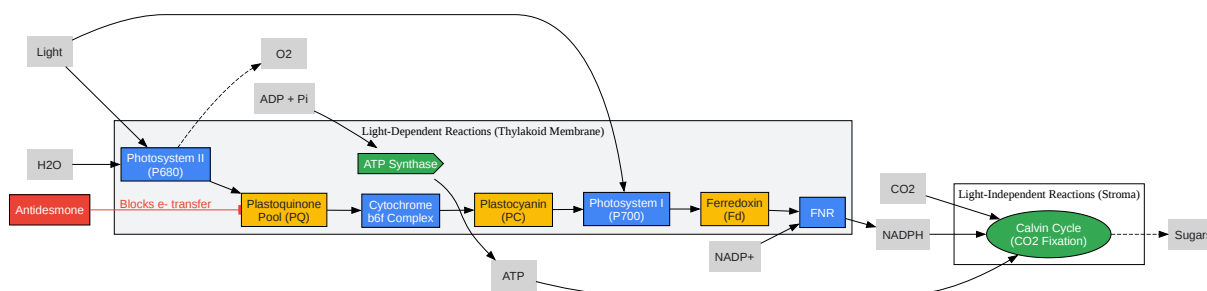 Light
O2
ADP + Pi
Light-Dependent Reactions (Thylakoid Membrane)
H2O
Photosystem II
(P680)
ATP Synthase
Antidesmone
Blocks e- transfer
Plastoquinone
Pool (PQ)
Cytochrome
b6f Complex
Plastocyanin
(PC)
Photosystem I
(P700)
Ferredoxin
(Fd)
FNR
NADP+
ATP
CO2
NADPH
Light-Independent Reactions (Stroma)
Calvin Cycle
(CO2 Fixation)
Sugars